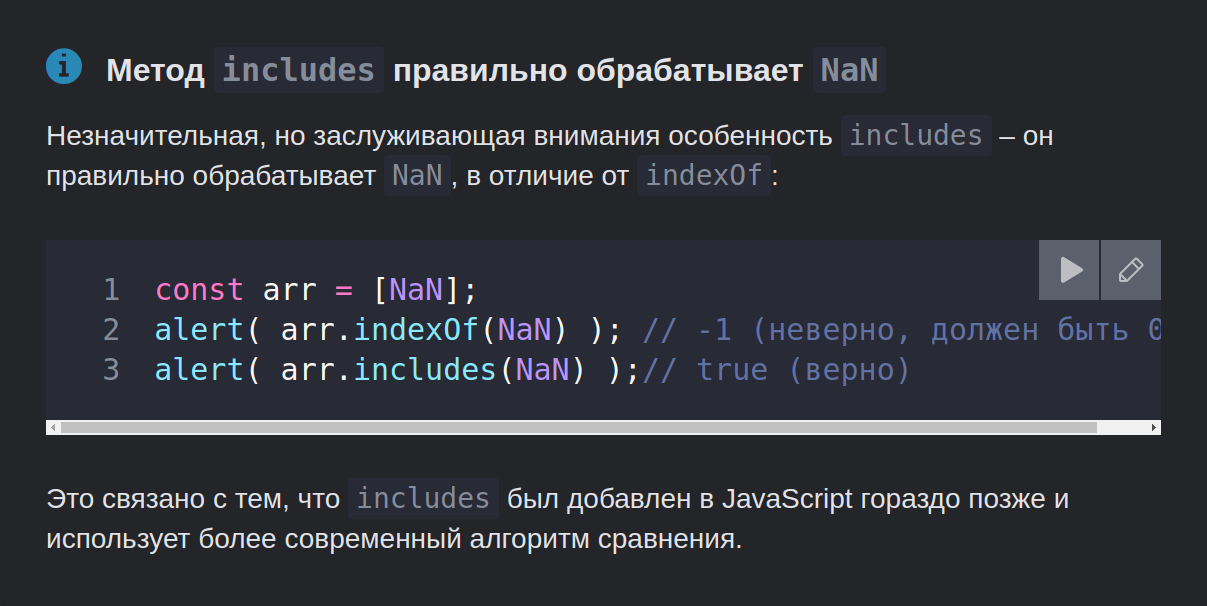 Метод includes правильно обрабатывает NaN
Незначительная, но заслуживающая внимания особенность includes – он
правильно обрабатывает NaN, в отличие от indexOf:
1 const arr = [NaN];
2 alert( arr.indexOf(NaN) ); // -1 (неверно, должен быть 0
3 alert( arr.includes(NaN) );// true (верно)
Это связано с тем, что includes был добавлен в JavaScript гораздо позже и
использует более современный алгоритм сравнения.